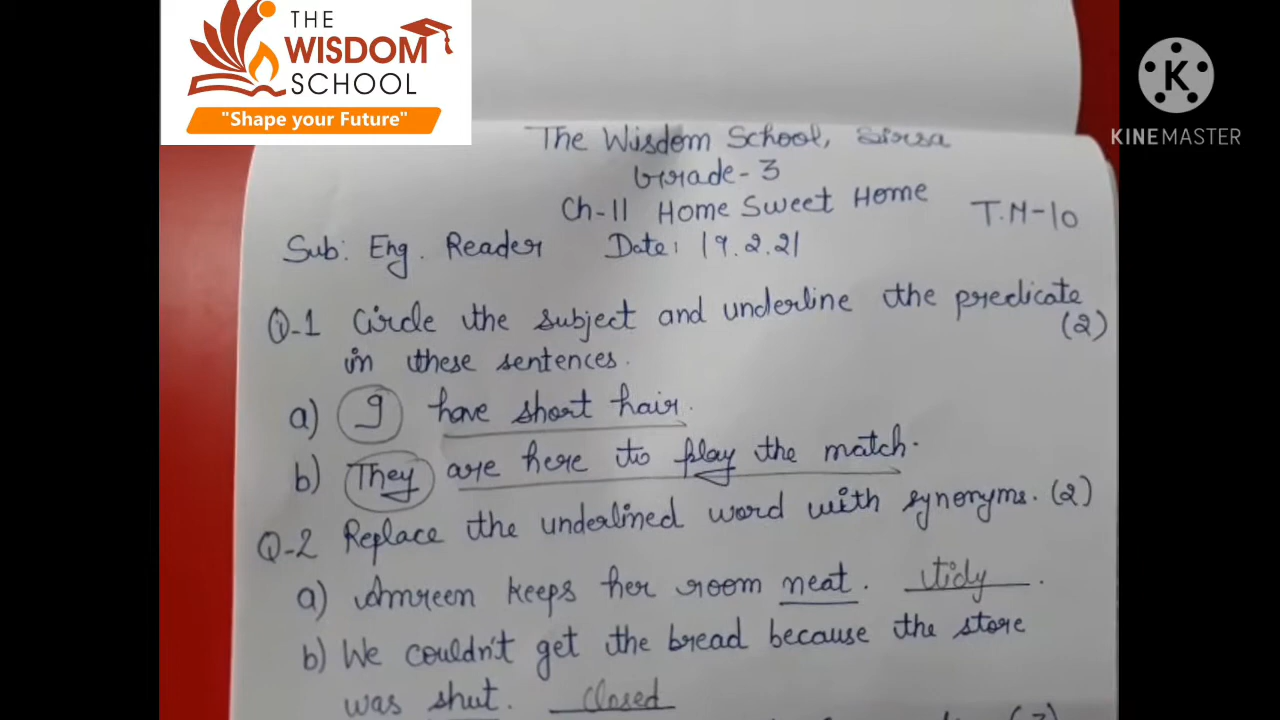 THE
WISDOM
SCHOOL
"Shape your Future"
K
KINEMASTER
The Wisdom School, Sirsa
Grade-3
Ch-11 Home Sweet Home
T.N-10
Sub: Eng. Reader Date: 19.2.21
Q-1 Circle the subject and underline the predicate
(2)
in these sentences.
a) I have short hair.
b) They are here to play the match.
Q-2 Replace the underlined word with synonyms. (2)
a) Amreen keeps her room neat. tidy.
b) We couldn't get the bread because the store
was shut. closed